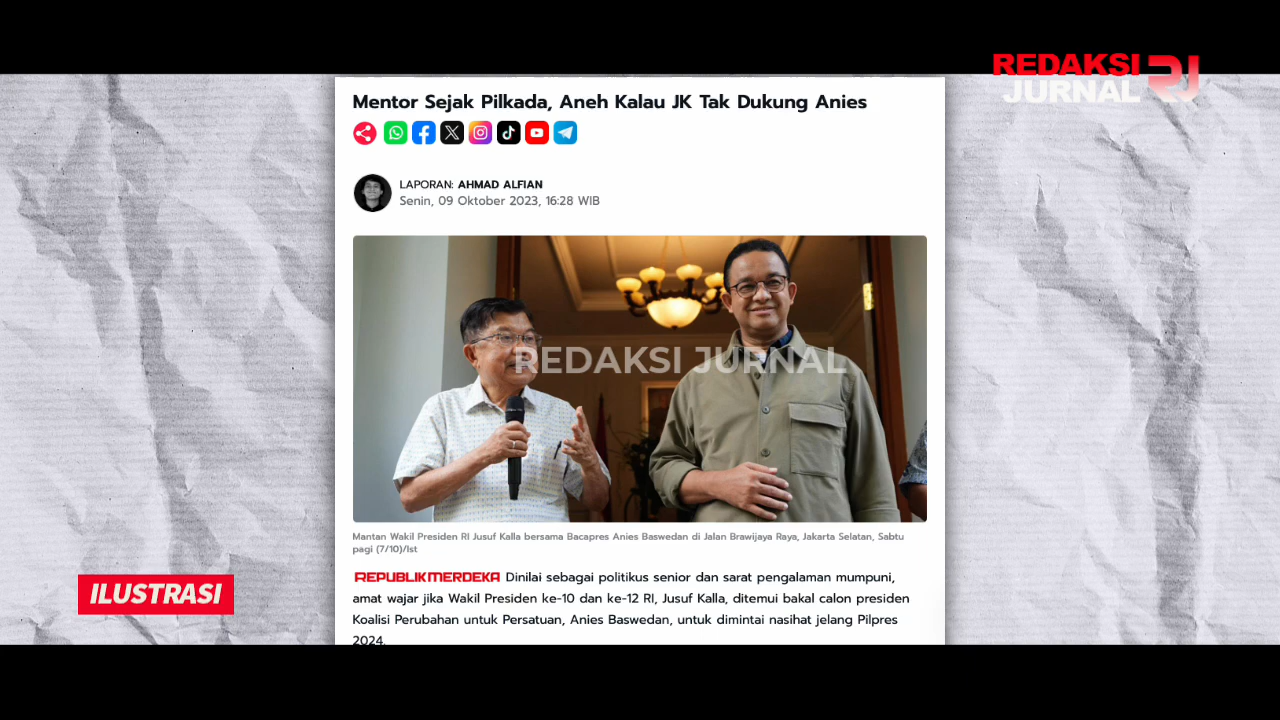 REDAKSI
JURNAL
RJ
Mentor Sejak Pilkada, Aneh Kalau JK Tak Dukung Anies
LAPORAN: AHMAD ALFIAN
Senin, 09 Oktober 2023, 16:28 WIB
REDAKSI JURNAL
Mantan Wakil Presiden RI Jusuf Kalla bersama Bacapres Anies Baswedan di Jalan Brawijaya Raya, Jakarta Selatan, Sabtu
pagi (7/10)/Ist
REPUBLIKMERDEKA Dinilai sebagai politikus senior dan sarat pengalaman mumpuni,
amat wajar jika Wakil Presiden ke-10 dan ke-12 RI, Jusuf Kalla, ditemui bakal calon presiden
Koalisi Perubahan untuk Persatuan, Anies Baswedan, untuk dimintai nasihat jelang Pilpres
2024.
ILUSTRASI